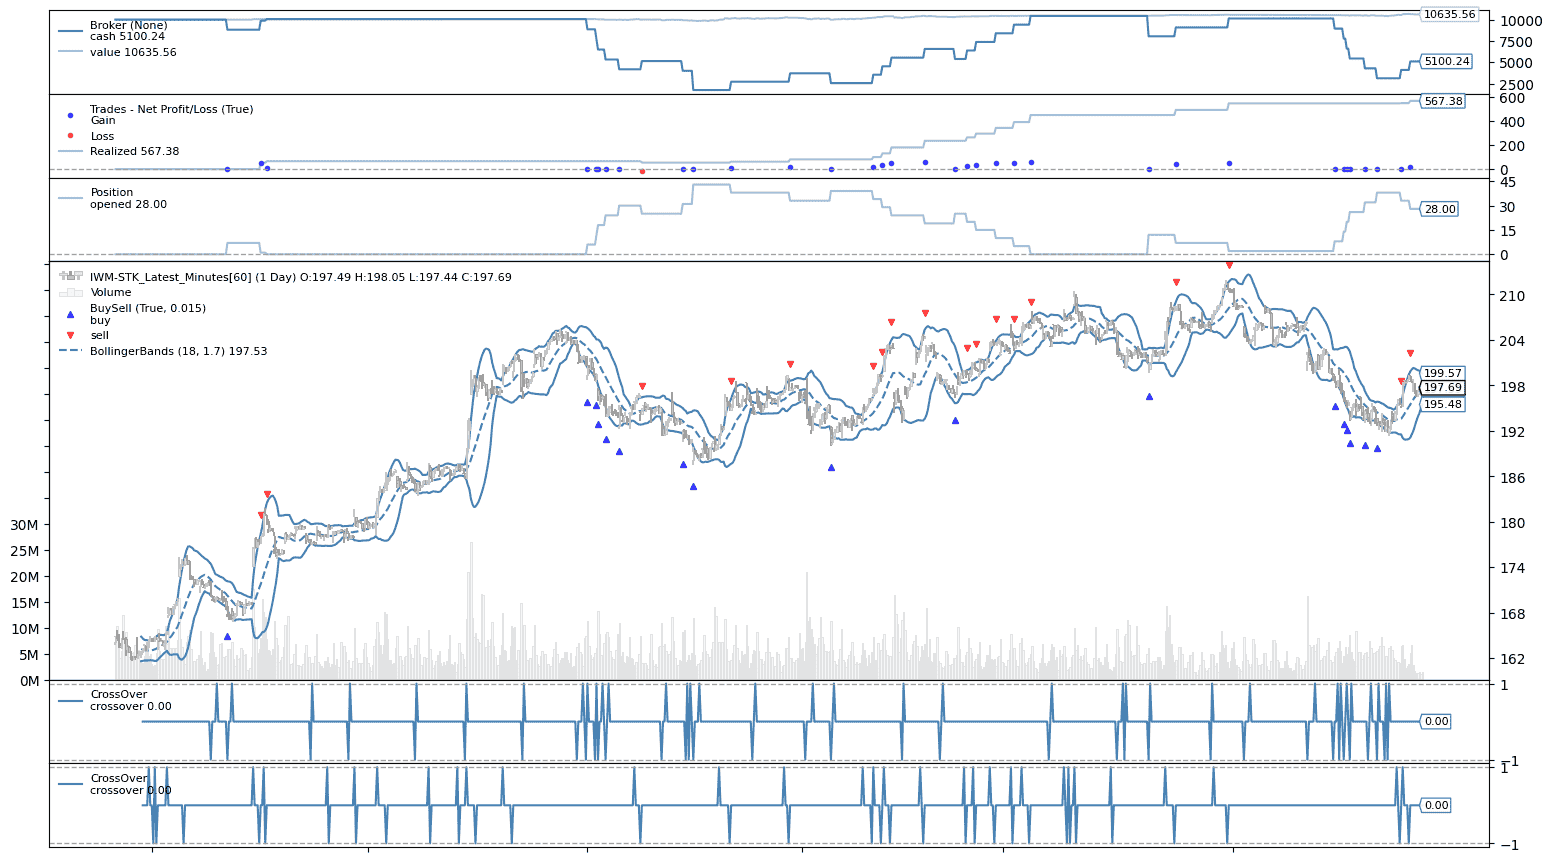 Broker (None)
cash 5100.24
value 10635.56
10635.56
10000
7500
5100.24
5000
2500
Trades - Net Profit/Loss (True)
Gain
Loss
Realized 567.38
600
567.38
400
200
0
Position
opened 28.00
45
30
28.00
15
0
IWM-STK_Latest_Minutes[60] (1 Day) O:197.49 H:198.05 L:197.44 C:197.69
Volume
BuySell (True, 0.015)
buy
sell
BollingerBands (18, 1.7) 197.53
210
204
199.57
198
197.69
195.48
192
186
180
174
168
162
30M
25M
20M
15M
10M
5M
0M
CrossOver
crossover 0.00
1
0.00
−1
CrossOver
crossover 0.00
1
0.00
−1